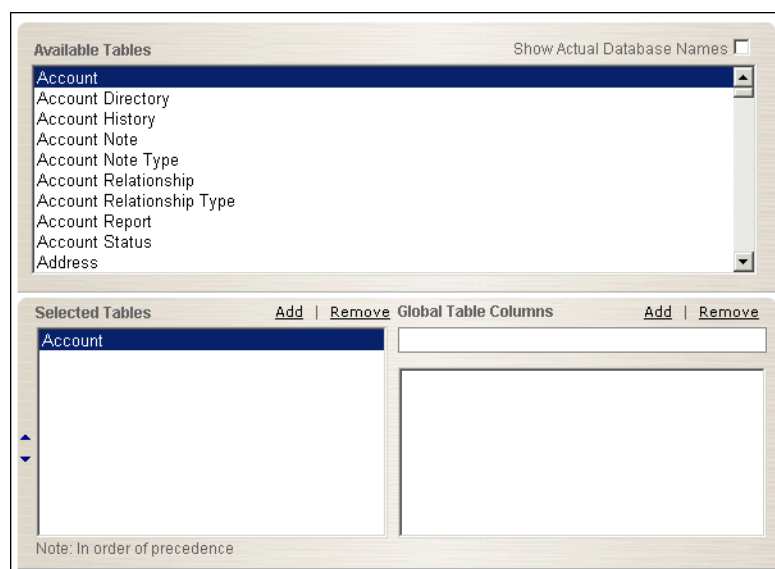 Available Tables
Show Actual Database Names
Account
Account Directory
Account History
Account Note
Account Note Type
Account Relationship
Account Relationship Type
Account Report
Account Status
Address
Selected Tables Add | Remove
Account
Note: In order of precedence
Global Table Columns Add | Remove